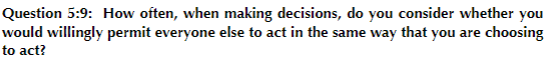 Question 5:9: How often, when making decisions, do you consider whether you
would willingly permit everyone else to act in the same way that you are choosing
to act?